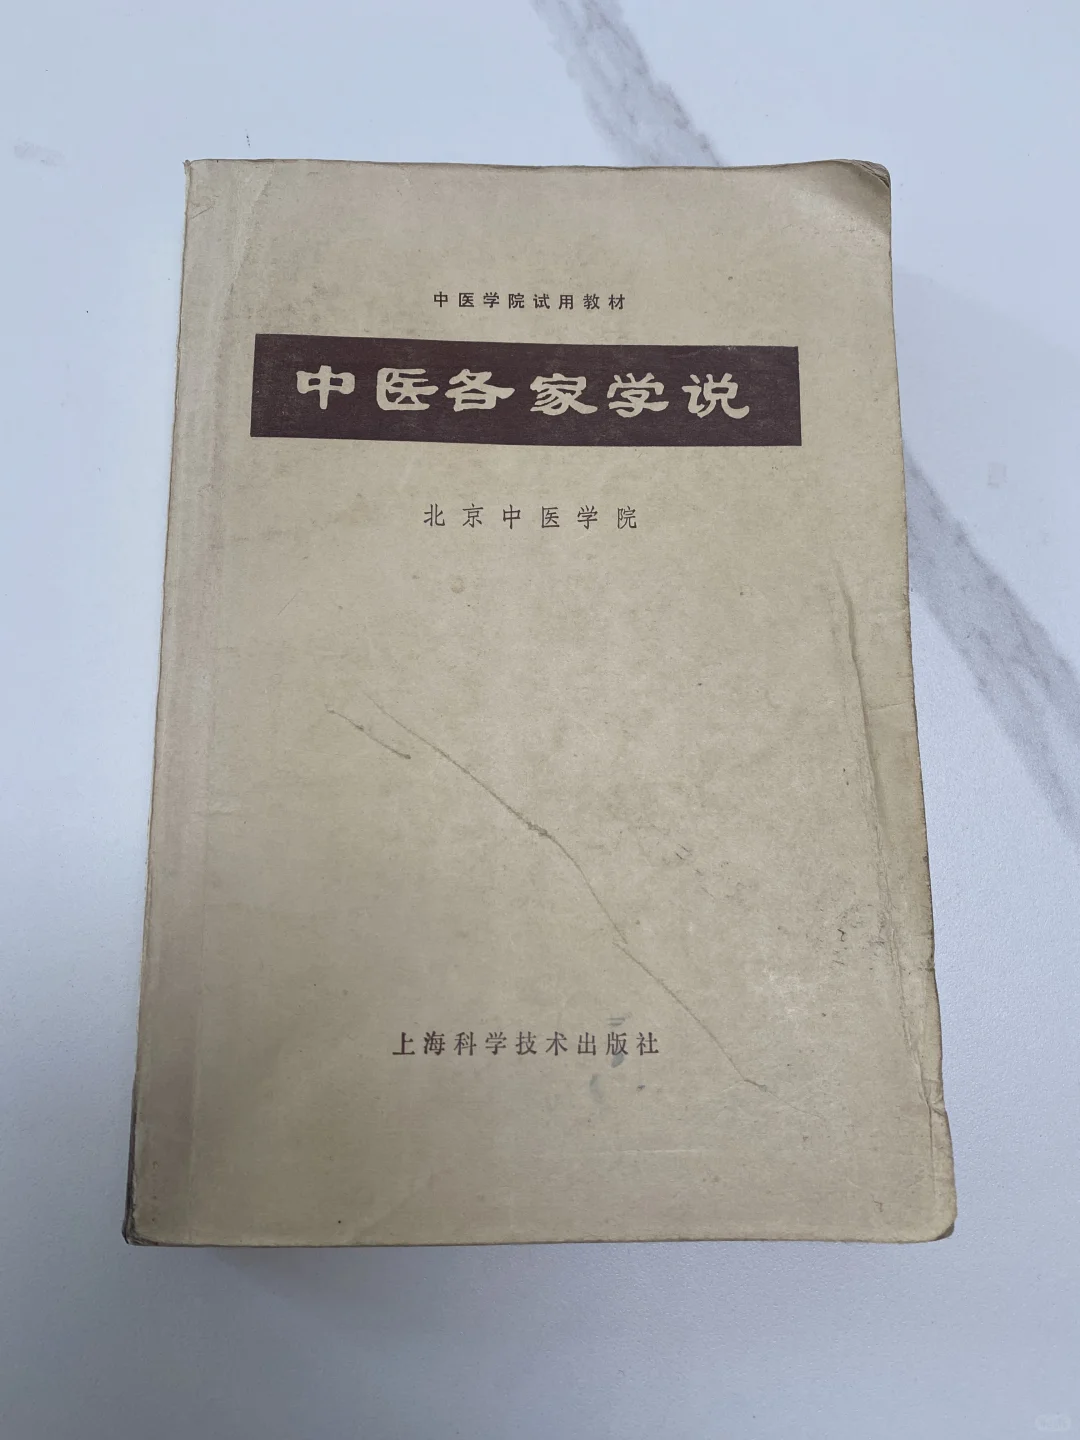 中医学院试用教材
中医各家学说
北京中医学院
上海科学技术出版社